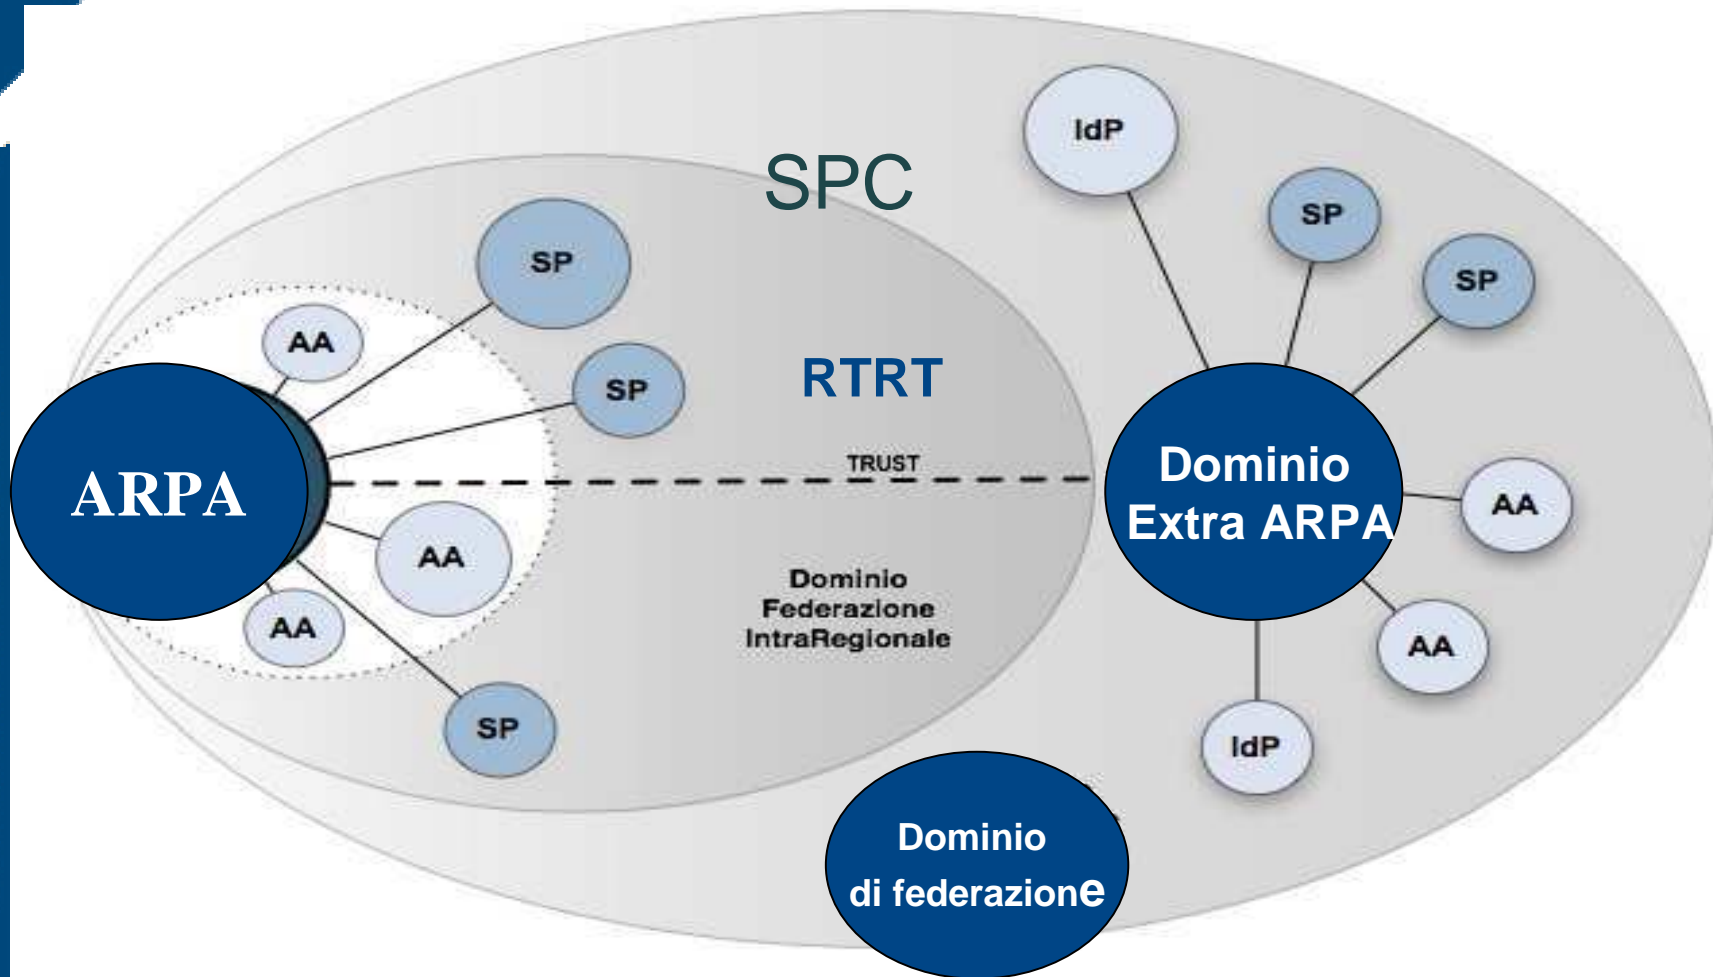 IdP
SPC
SP
SP
SP
AA
RTRT
SP
TRUST
Dominio
Extra ARPA
ARPA
AA
AA
Dominio
Federazione
IntraRegionale
AA
AA
SP
IdP
Dominio
di federazione